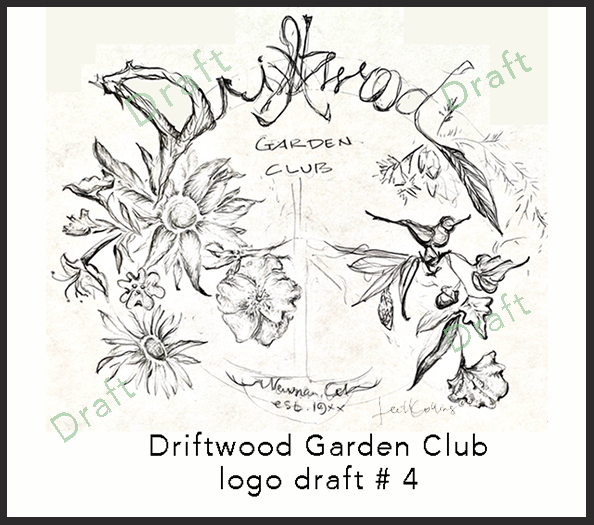 Driftwood
Draft
Draft
GARDEN
CLUB
Draft
Draft
Draft
Newnan, Ga
est. 19xx
Driftwood Garden Club
logo draft # 4